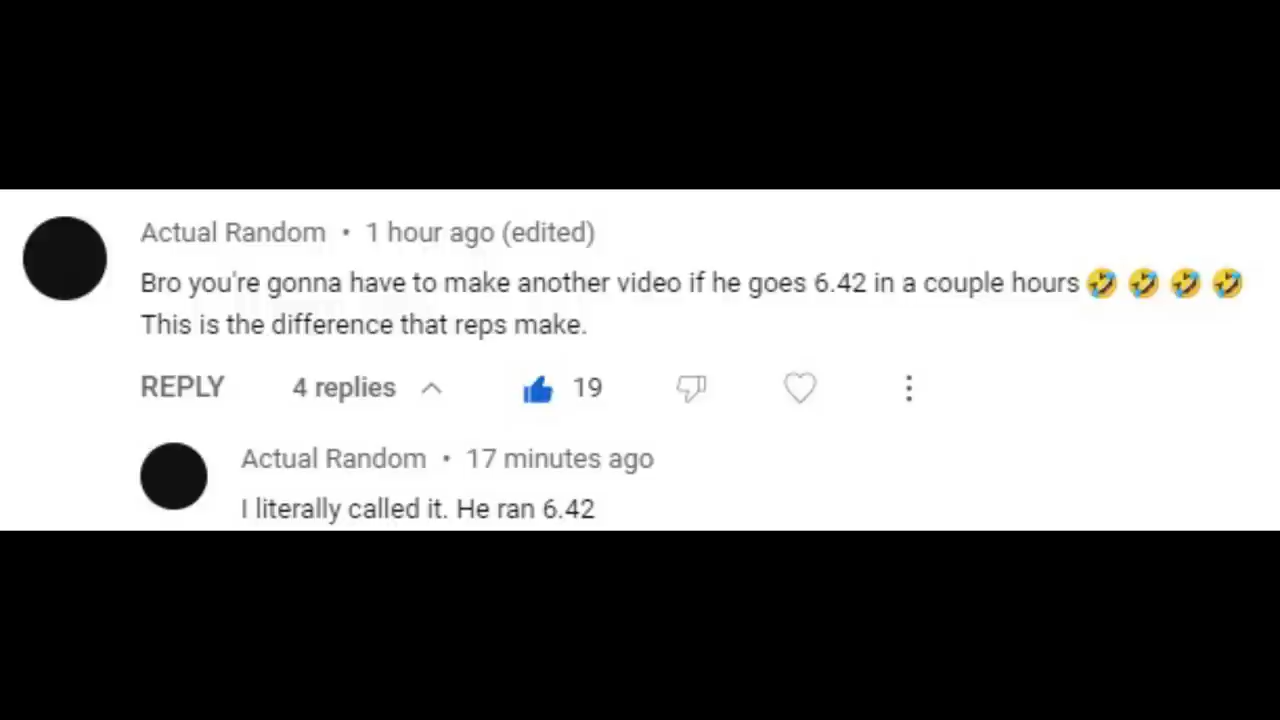 Actual Random • 1 hour ago (edited)
Bro you're gonna have to make another video if he goes 6.42 in a couple hours 🤣 🤣 🤣 🤣
This is the difference that reps make.
REPLY 4 replies 19
Actual Random • 17 minutes ago
I literally called it. He ran 6.42